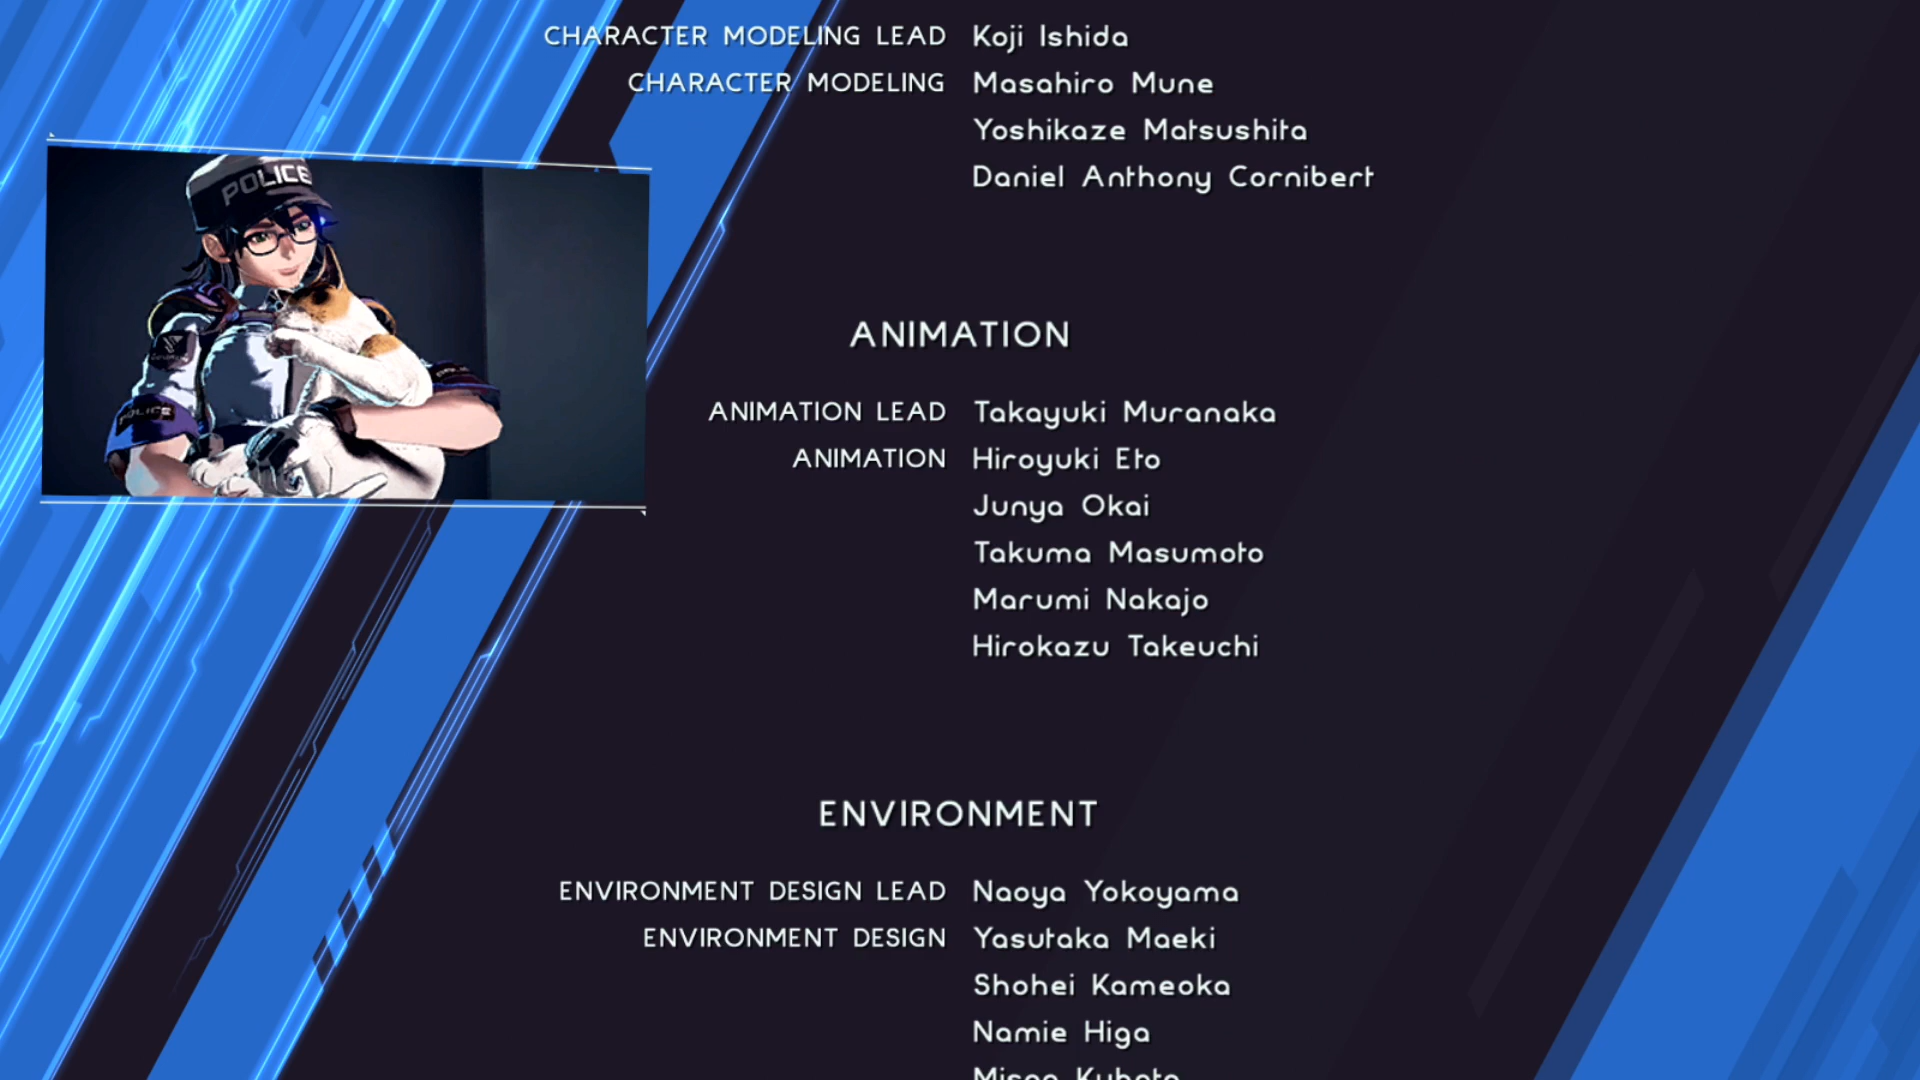 CHARACTER MODELING LEAD Koji Ishida
CHARACTER MODELING Masahiro Mune
Yoshikaze Matsushita
Daniel Anthony Cornibert
POLICE
POLICE
ANIMATION
ANIMATION LEAD Takayuki Muranaka
ANIMATION Hiroyuki Eto
Junya Okai
Takuma Masumoto
Marumi Nakajo
Hirokazu Takeuchi
ENVIRONMENT
ENVIRONMENT DESIGN LEAD Naoya Yokoyama
ENVIRONMENT DESIGN Yasutaka Maeki
Shohei Kameoka
Namie Higa